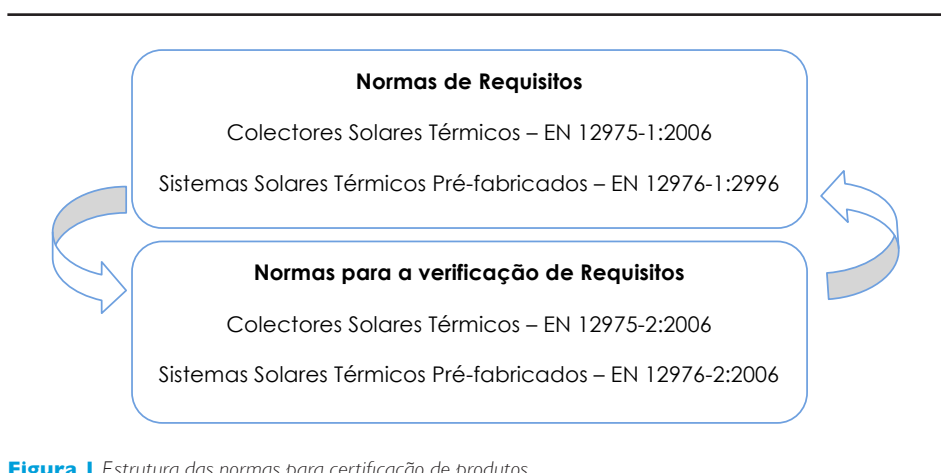 Normas de Requisitos
Colectores Solares Térmicos – EN 12975-1:2006
Sistemas Solares Térmicos Pré-fabricados – EN 12976-1:2996
Normas para a verificação de Requisitos
Colectores Solares Térmicos – EN 12975-2:2006
Sistemas Solares Térmicos Pré-fabricados – EN 12976-2:2006
Figura 1 Estrutura das normas para certificação de produtos